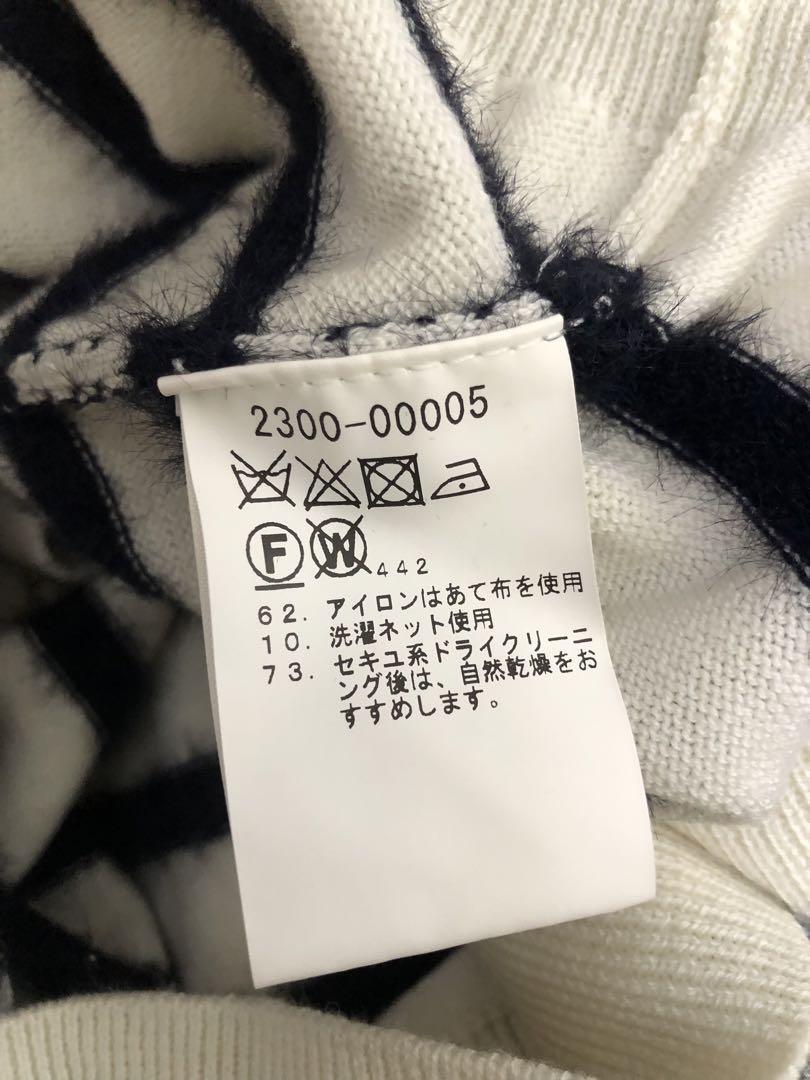 2300-00005
F W 442
62. アイロンはあて布を使用
10. 洗濯ネット使用
73. セキユ系ドライクリーニ
ング後は、自然乾燥をお
すすめします。